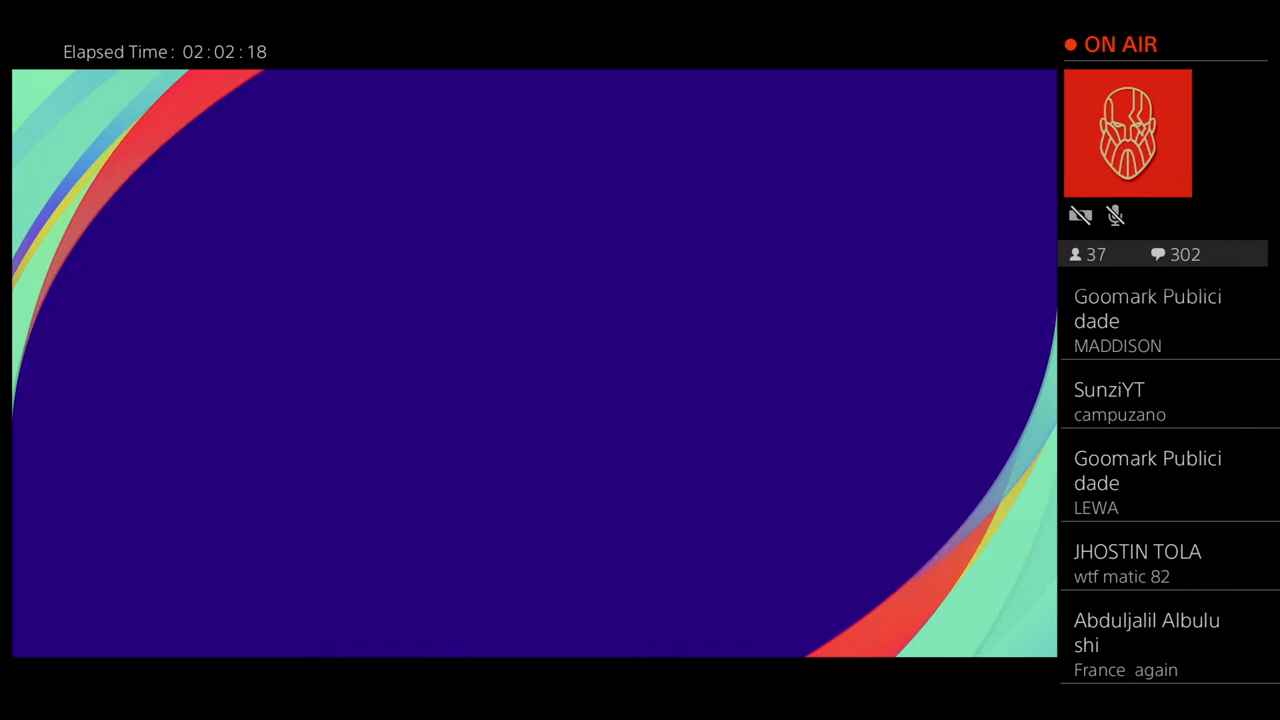 Elapsed Time: 02:02:18
ON AIR
37 302
Goomark Publici
dade
MADDISON
SunziYT
campuzano
Goomark Publici
dade
LEWA
JHOSTIN TOLA
wtf matic 82
Abduljalil Albulu
shi
France again